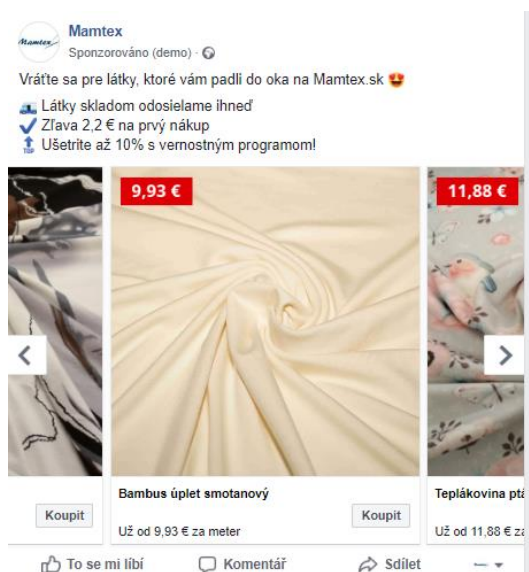 Mamtex
Mamtex
Sponzorováno (demo) ·
Vráťte sa pre látky, ktoré vám padli do oka na Mamtex.sk
Látky skladom odosielame ihneď
Zľava 2,2 € na prvý nákup
TOP Ušetrite až 10% s vernostným programom!
9,93 €
11,88 €
Bambus úplet smotanový
Teplákovina ptá
Koupit
Koupit
Už od 9,93 € za meter
Už od 11,88 € za
To se mi líbí
Komentář
Sdílet